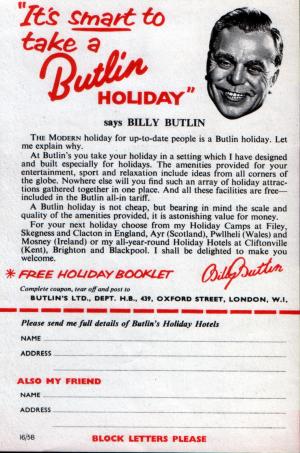 "It's smart to
take a
Butlin
HOLIDAY"
says BILLY BUTLIN
THE MODERN holiday for up-to-date people is a Butlin holiday. Let
me explain why.
At Butlin's you take your holiday in a setting which I have designed
and built especially for holidays. The amenities provided for your
entertainment, sport and relaxation include ideas from all corners of
the globe. Nowhere else will you find such an array of holiday attrac-
tions gathered together in one place. And all these facilities are free—
included in the Butlin all-in tariff.
A Butlin holiday is not cheap, but bearing in mind the scale and
quality of the amenities provided, it is astonishing value for money.
For your next holiday choose from my Holiday Camps at Filey,
Skegness and Clacton in England, Ayr (Scotland), Pwllheli (Wales) and
Mosney (Ireland) or my all-year-round Holiday Hotels at Cliftonville
(Kent), Brighton and Blackpool. I shall be delighted to make you
welcome.
* FREE HOLIDAY BOOKLET
Billy Butlin
Complete coupon, tear off and post to
BUTLIN'S LTD., DEPT. H.B., 439, OXFORD STREET, LONDON, W.1.
Please send me full details of Butlin's Holiday Hotels
NAME
ADDRESS
ALSO MY FRIEND
NAME
ADDRESS
16/58
BLOCK LETTERS PLEASE